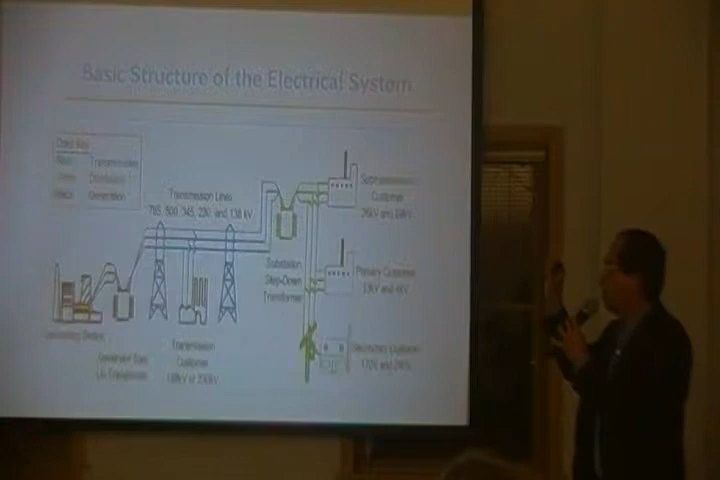 Basic Structure of the Electrical System
Color Key
Black
Transmission
Distribution
Generation
Transmission Lines
765, 500, 345, 230, and 138 kV
Subtransmission
Customer
26kV and 69kV
Substation
Step-Down
Transformer
Primary Customer
13kV and 4kV
Generating Station
Generator Step
Up Transformer
Transmission
Customer
138kV or 230kV
Secondary Customer
120V and 240V